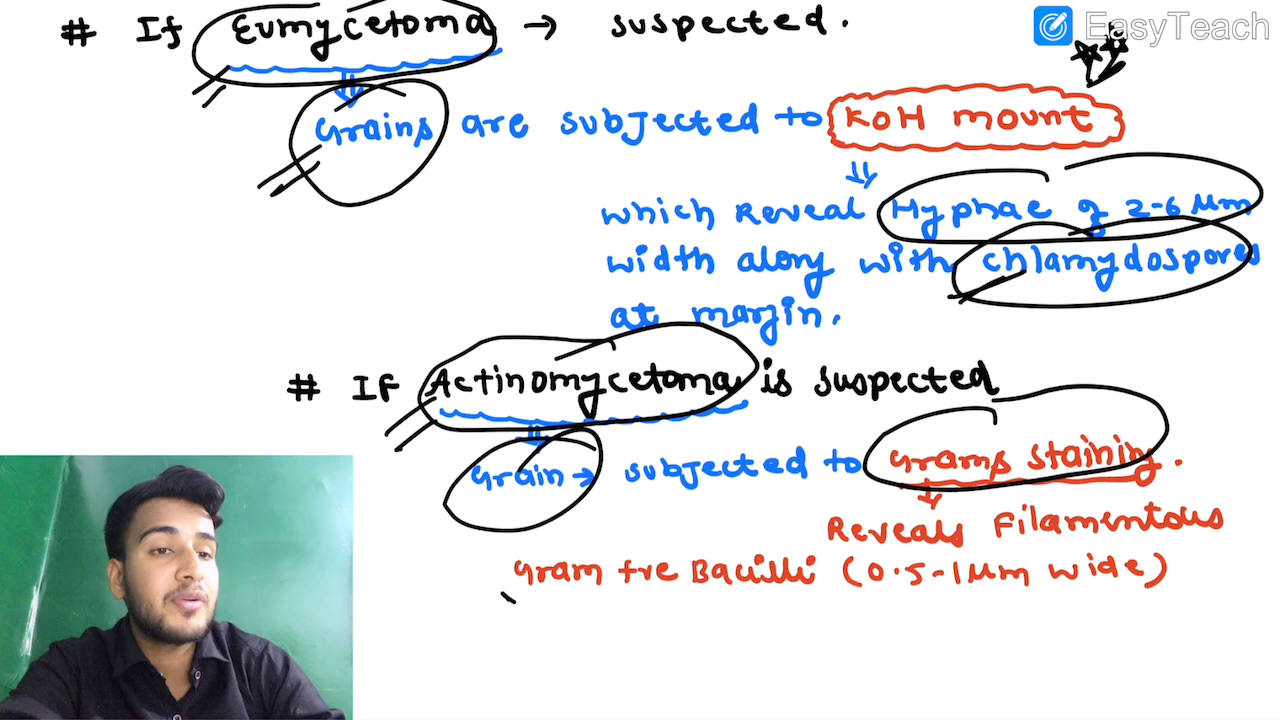 # If Eumycetoma → suspected.
EasyTeach
Grains are subjected to KOH mount
which Reveal Hyphae of 2-6 μm
width along with chlamydospores
at margin.
# If Actinomycetoma is suspected
Grain → subjected to Grams staining.
Reveals Filamentous
Gram +ve Bacilli (0.5-1μm wide)